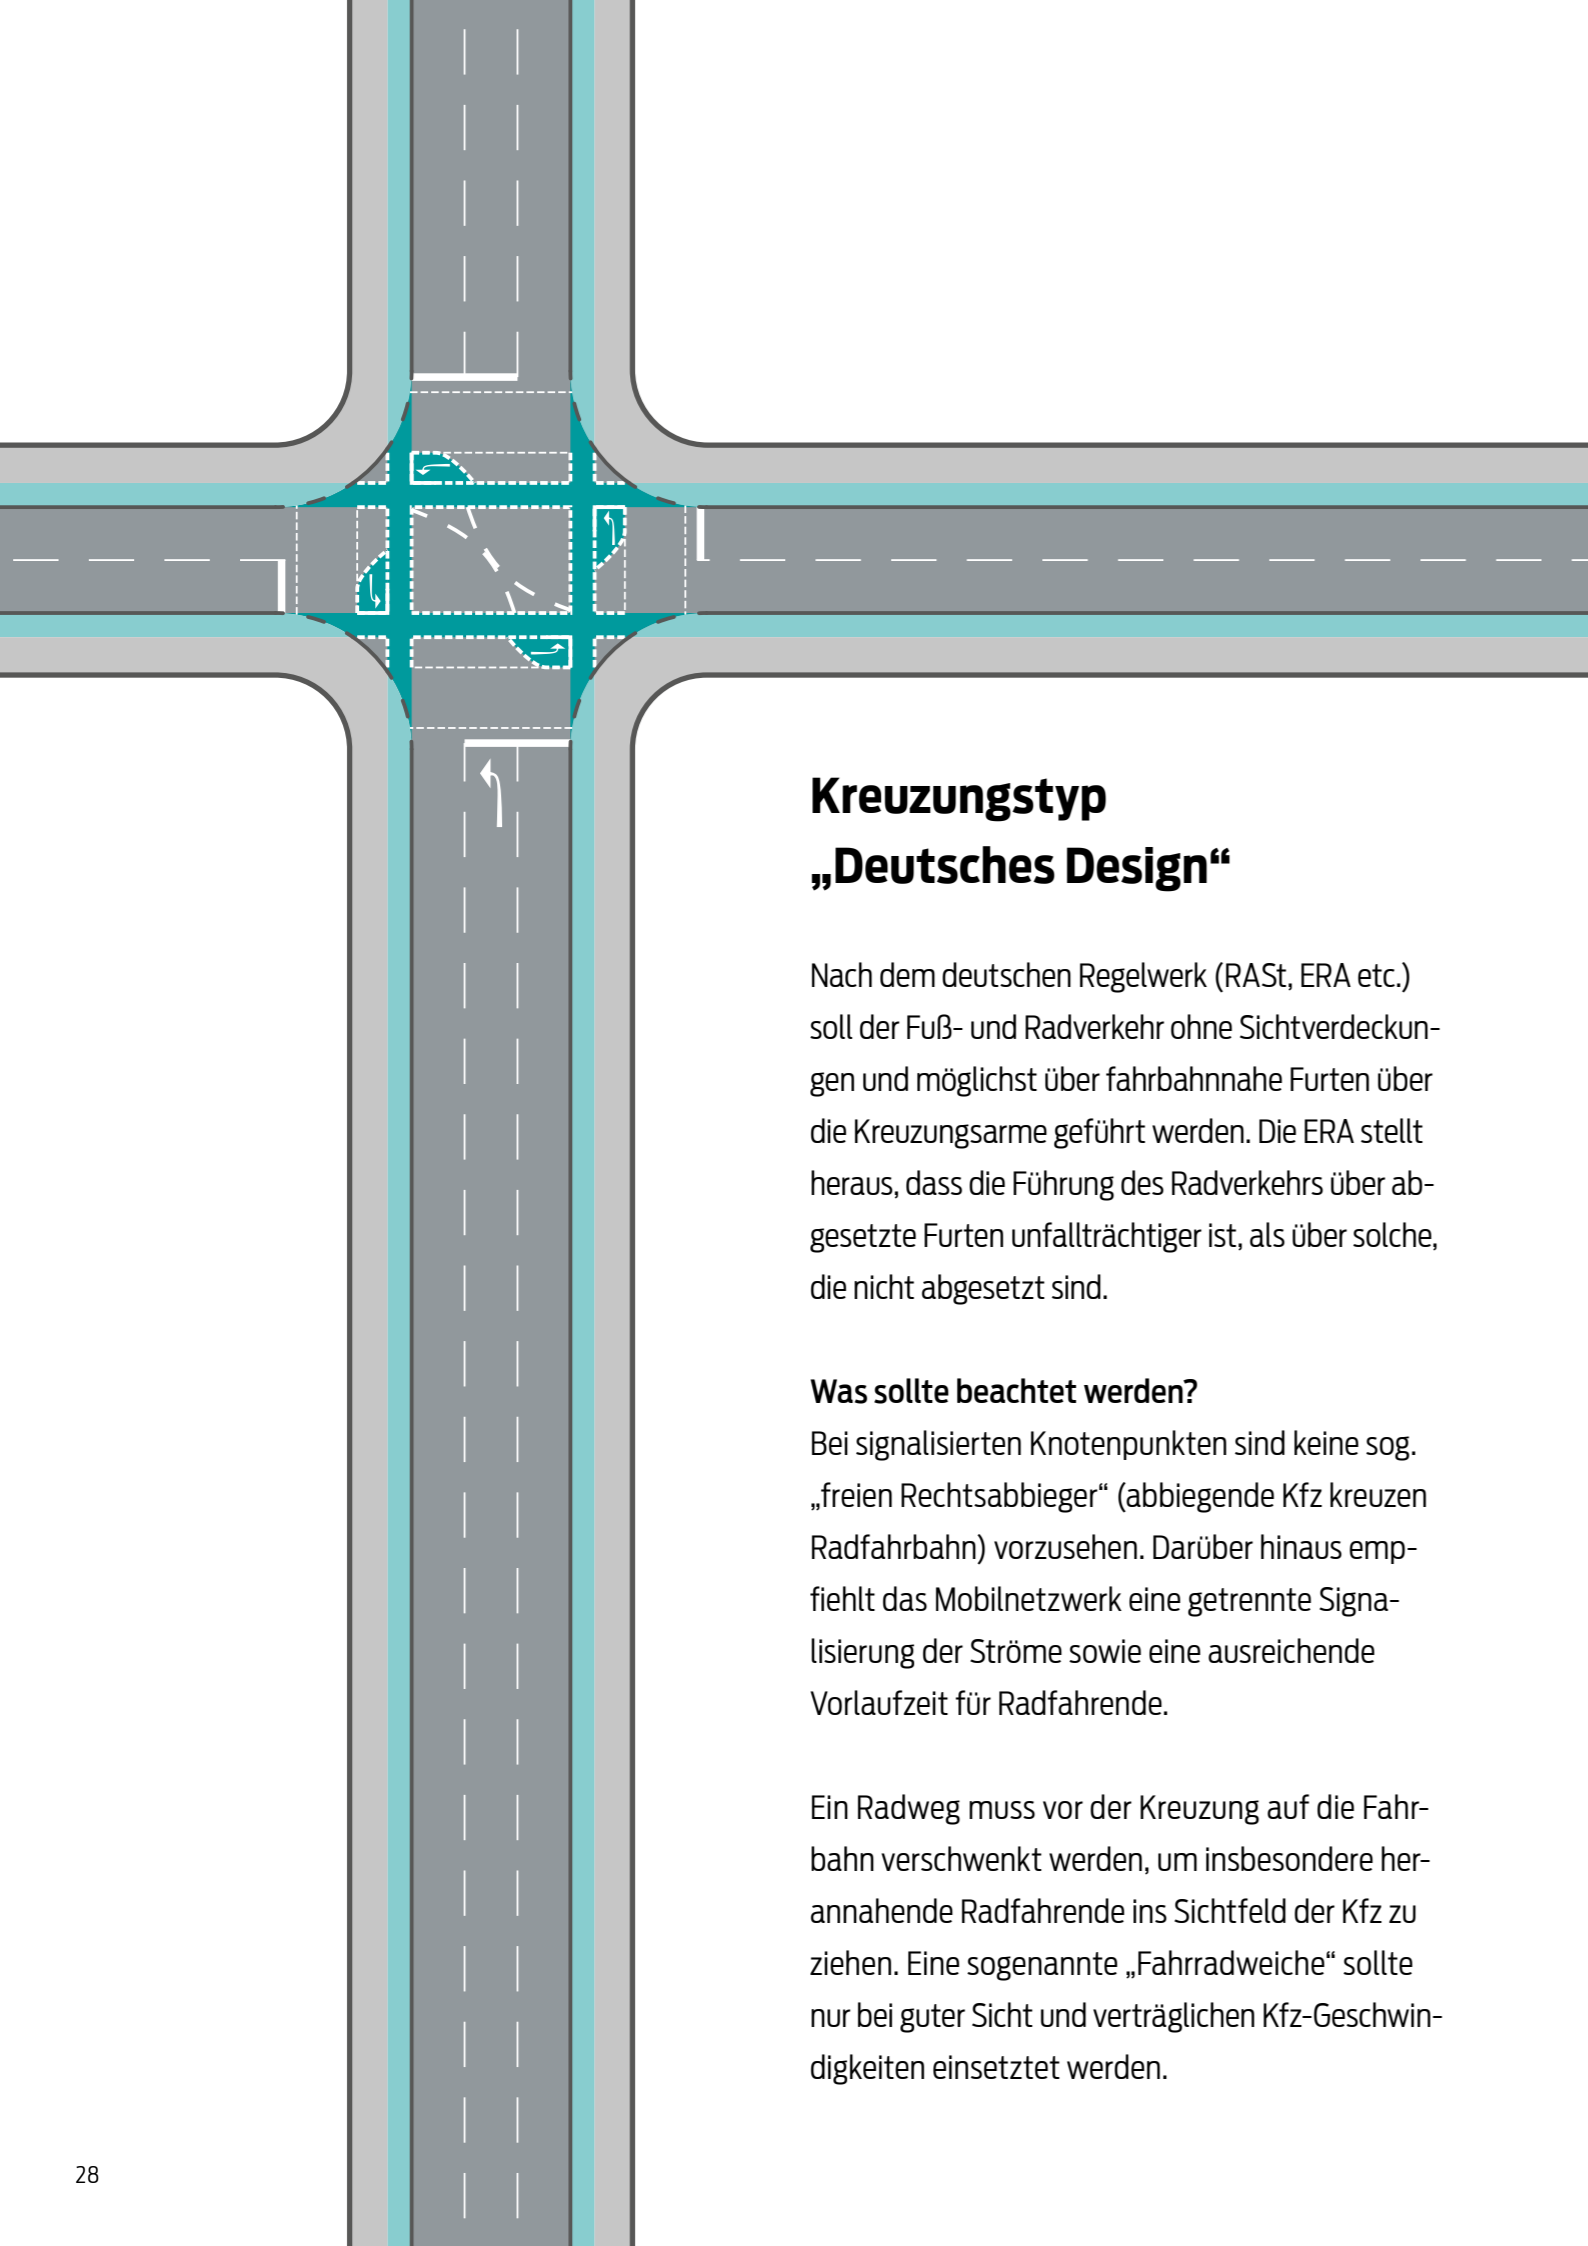 Kreuzungstyp
„Deutsches Design“
Nach dem deutschen Regelwerk (RASt, ERA etc.)
soll der Fuß- und Radverkehr ohne Sichtverdeckun-
gen und möglichst über fahrbahnnahe Furten über
die Kreuzungsarme geführt werden. Die ERA stellt
heraus, dass die Führung des Radverkehrs über ab-
gesetzte Furten unfallträchtiger ist, als über solche,
die nicht abgesetzt sind.
Was sollte beachtet werden?
Bei signalisierten Knotenpunkten sind keine sog.
„freien Rechtsabbieger“ (abbiegende Kfz kreuzen
Radfahrbahn) vorzusehen. Darüber hinaus emp-
fiehlt das Mobilnetzwerk eine getrennte Signa-
lisierung der Ströme sowie eine ausreichende
Vorlaufzeit für Radfahrende.
Ein Radweg muss vor der Kreuzung auf die Fahr-
bahn verschwenkt werden, um insbesondere her-
annahende Radfahrende ins Sichtfeld der Kfz zu
ziehen. Eine sogenannte „Fahrradweiche“ sollte
nur bei guter Sicht und verträglichen Kfz-Geschwin-
digkeiten einsetztet werden.
28